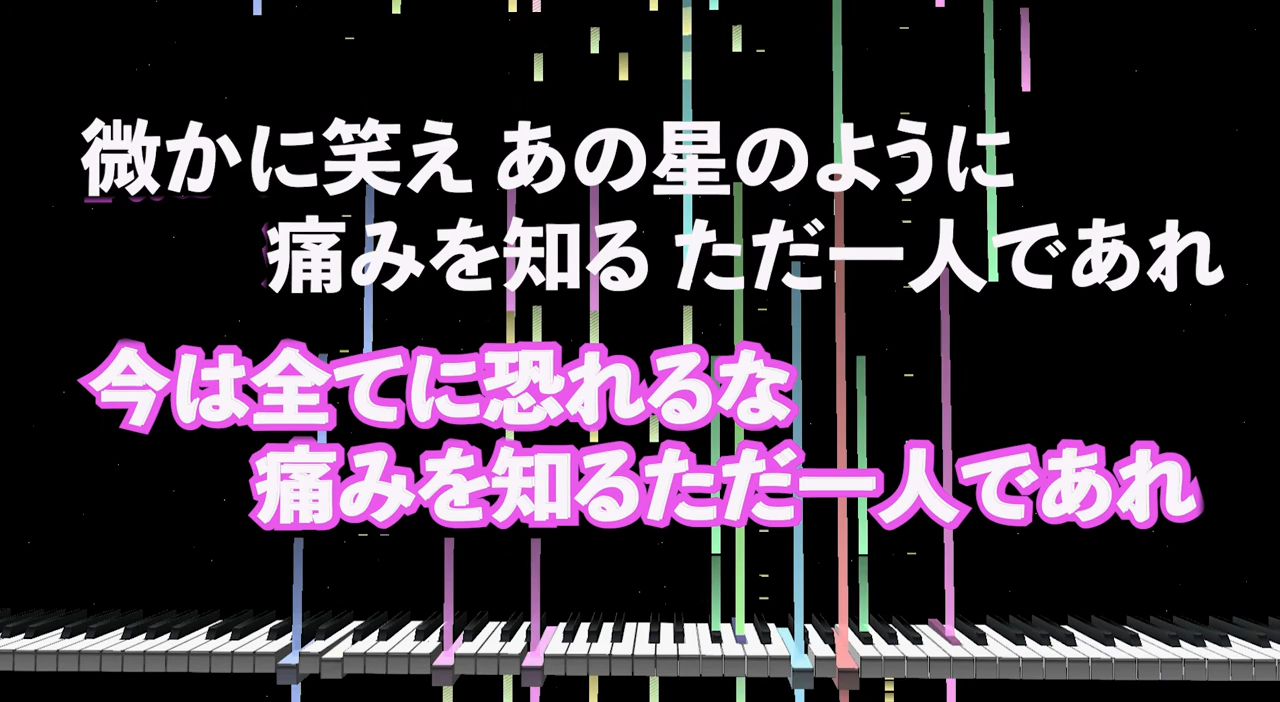 微かに笑え あの星のように
痛みを知る ただ一人であれ
今は全てに恐れるな
痛みを知るただ一人であれ